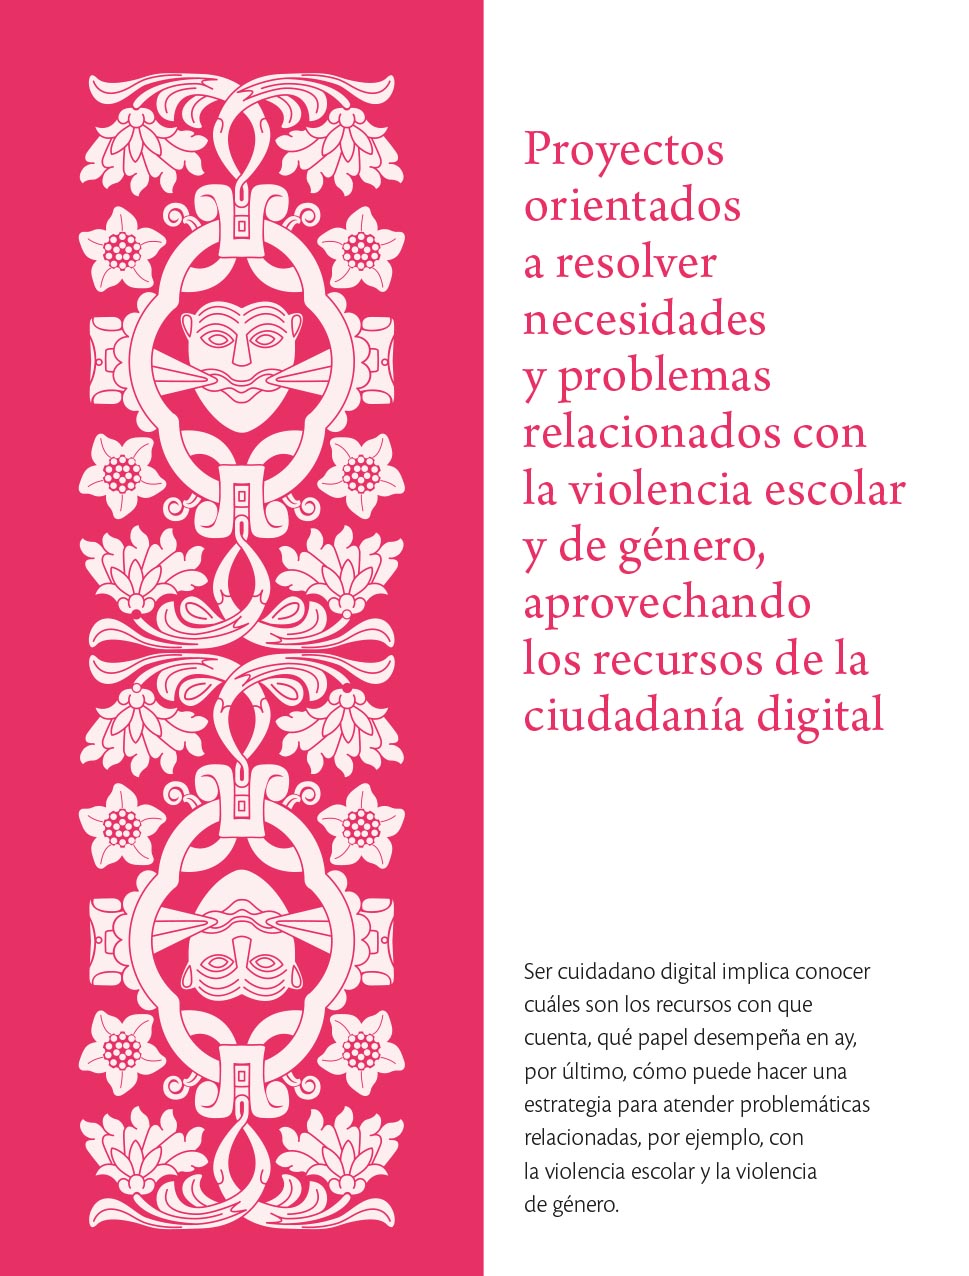 Proyectos
orientados
a resolver
necesidades
y problemas
relacionados con
la violencia escolar
y de género,
aprovechando
los recursos de la
ciudadanía digital
Ser cuidadano digital implica conocer
cuáles son los recursos con que
cuenta, qué papel desempeña en ay,
por último, cómo puede hacer una
estrategia para atender problemáticas
relacionadas, por ejemplo, con
la violencia escolar y la violencia
de género.